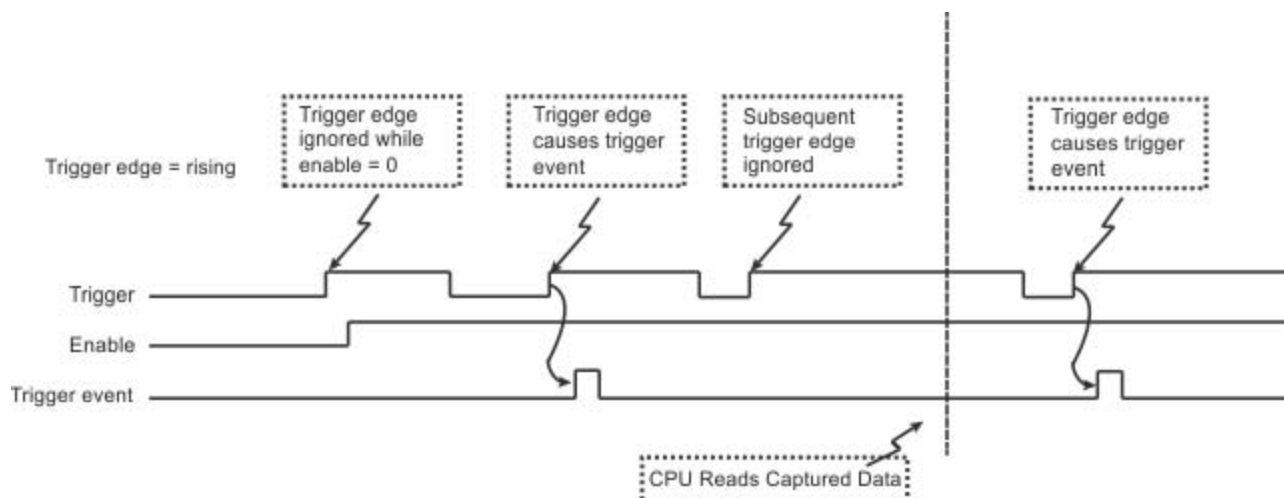 Trigger edge
ignored while
enable = 0
Trigger edge
causes trigger
event
Subsequent
trigger edge
ignored
Trigger edge
causes trigger
event
Trigger edge = rising
Trigger
Enable
Trigger event
CPU Reads Captured Data